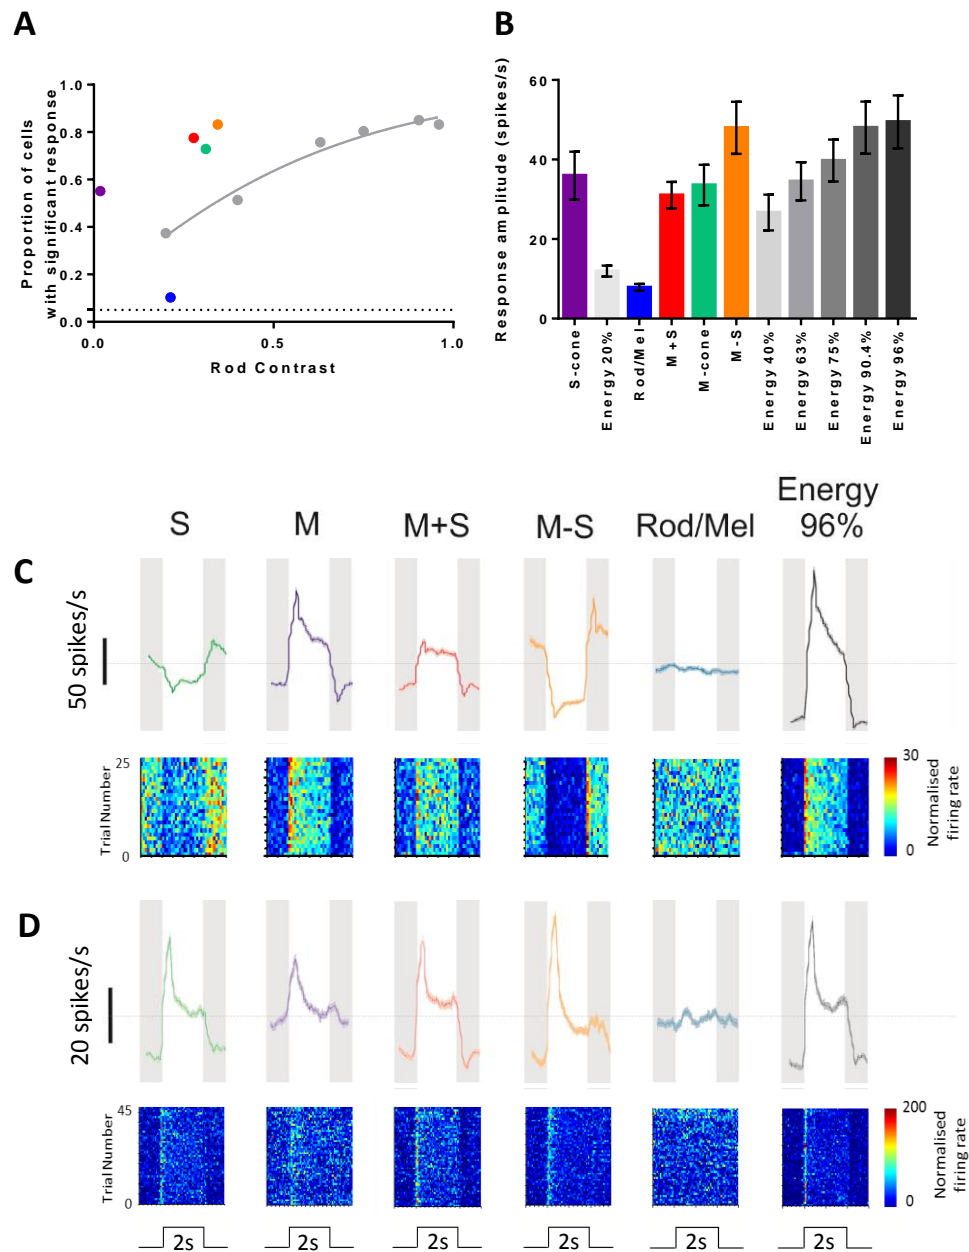 A
B
Proportion of cells
with significant response
1.0
0.8
0.6
0.4
0.2
0.0
0.0
0.5
1.0
Rod Contrast
Response amplitude (spikes/s)
60
40
20
0
S-cone
Energy 20%
Rod/Mel
M+S
M-cone
M-S
Energy 40%
Energy 63%
Energy 75%
Energy 90.4%
Energy 96%
S
M
M+S
M-S
Rod/Mel
Energy
96%
C
50 spikes/s
Trial Number
25
0
30
0
Normalised
firing rate
D
20 spikes/s
Trial Number
45
0
200
0
Normalised
firing rate
2s
2s
2s
2s
2s
2s